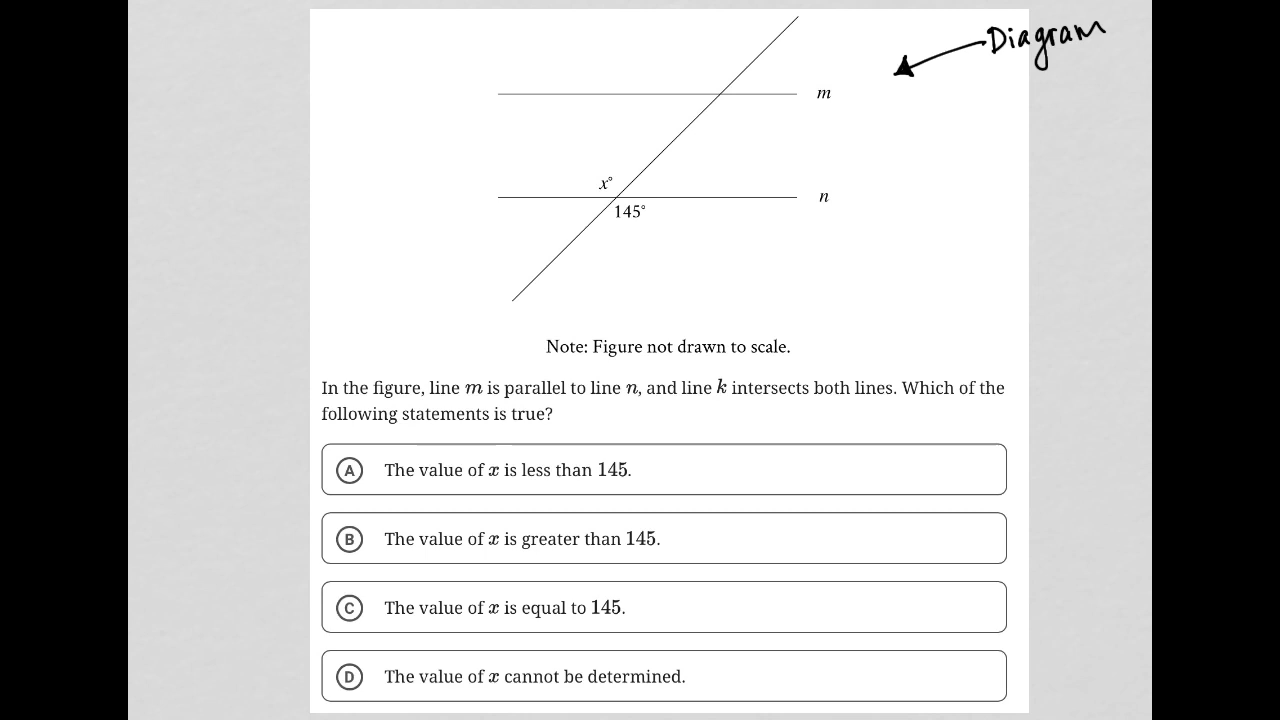 Diagram
m
x°
n
145°
Note: Figure not drawn to scale.
In the figure, line m is parallel to line n, and line k intersects both lines. Which of the
following statements is true?
A The value of x is less than 145.
B The value of x is greater than 145.
C The value of x is equal to 145.
D The value of x cannot be determined.